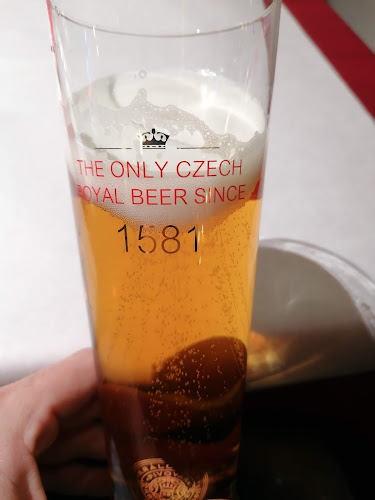 THE ONLY CZECH
ROYAL BEER SINCE
1581